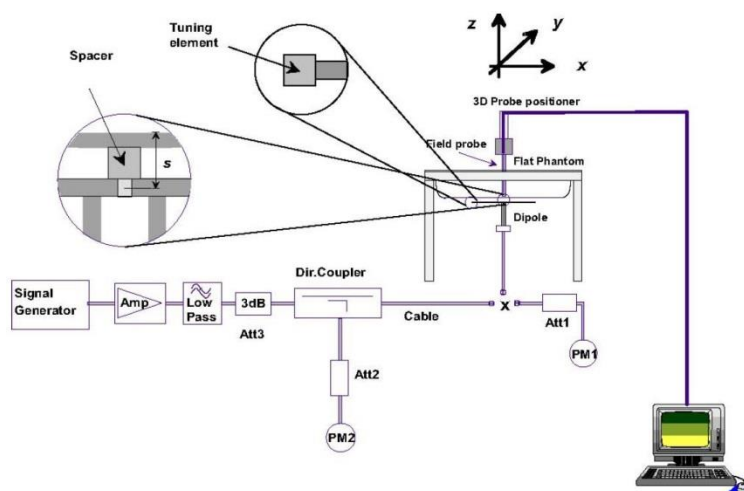 Tuning
element
Spacer
s
z
y
x
3D Probe positioner
Field probe
Flat Phantom
Dipole
Signal
Generator
Amp
Low
Pass
3dB
Att3
Dir.Coupler
Cable
x
Att1
PM1
Att2
PM2